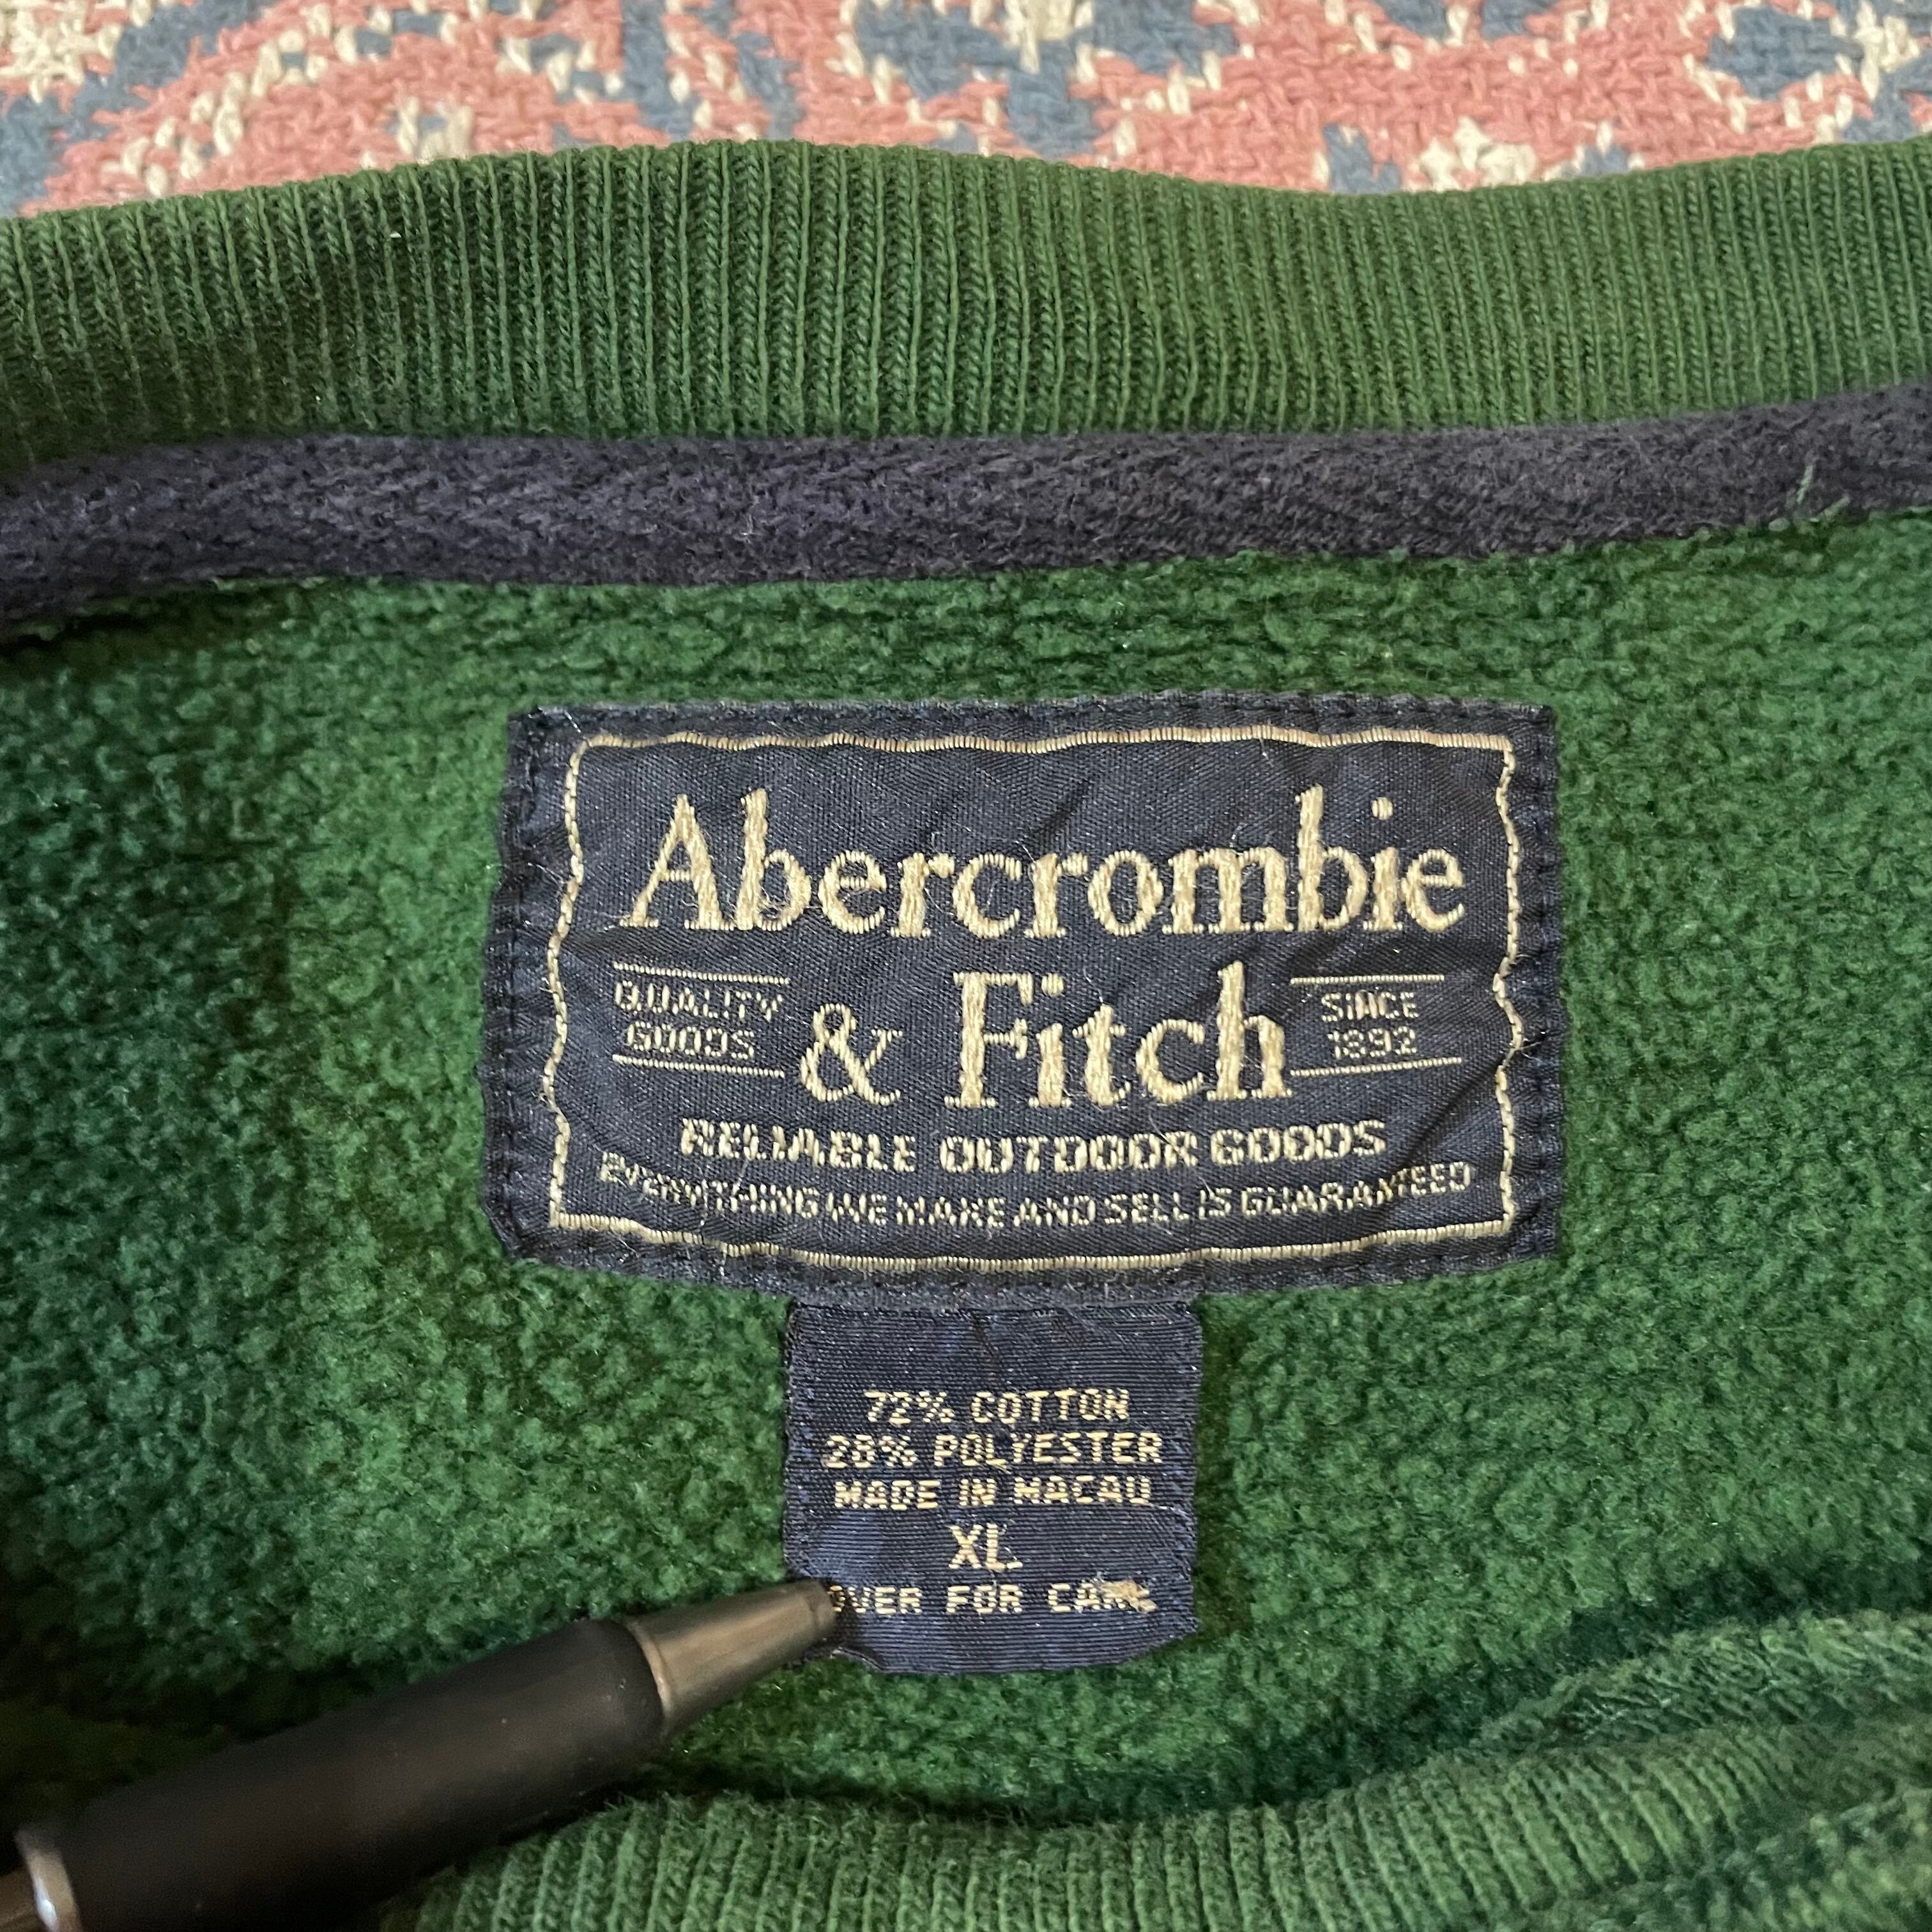 Abercrombie
& Fitch
QUALITY
GOODS
SINCE
1892
RELIABLE OUTDOOR GOODS
EVERYTHING WE MAKE AND SELL IS GUARANTEED
72% COTTON
28% POLYESTER
MADE IN MACAU
XL
OVER FOR CARE